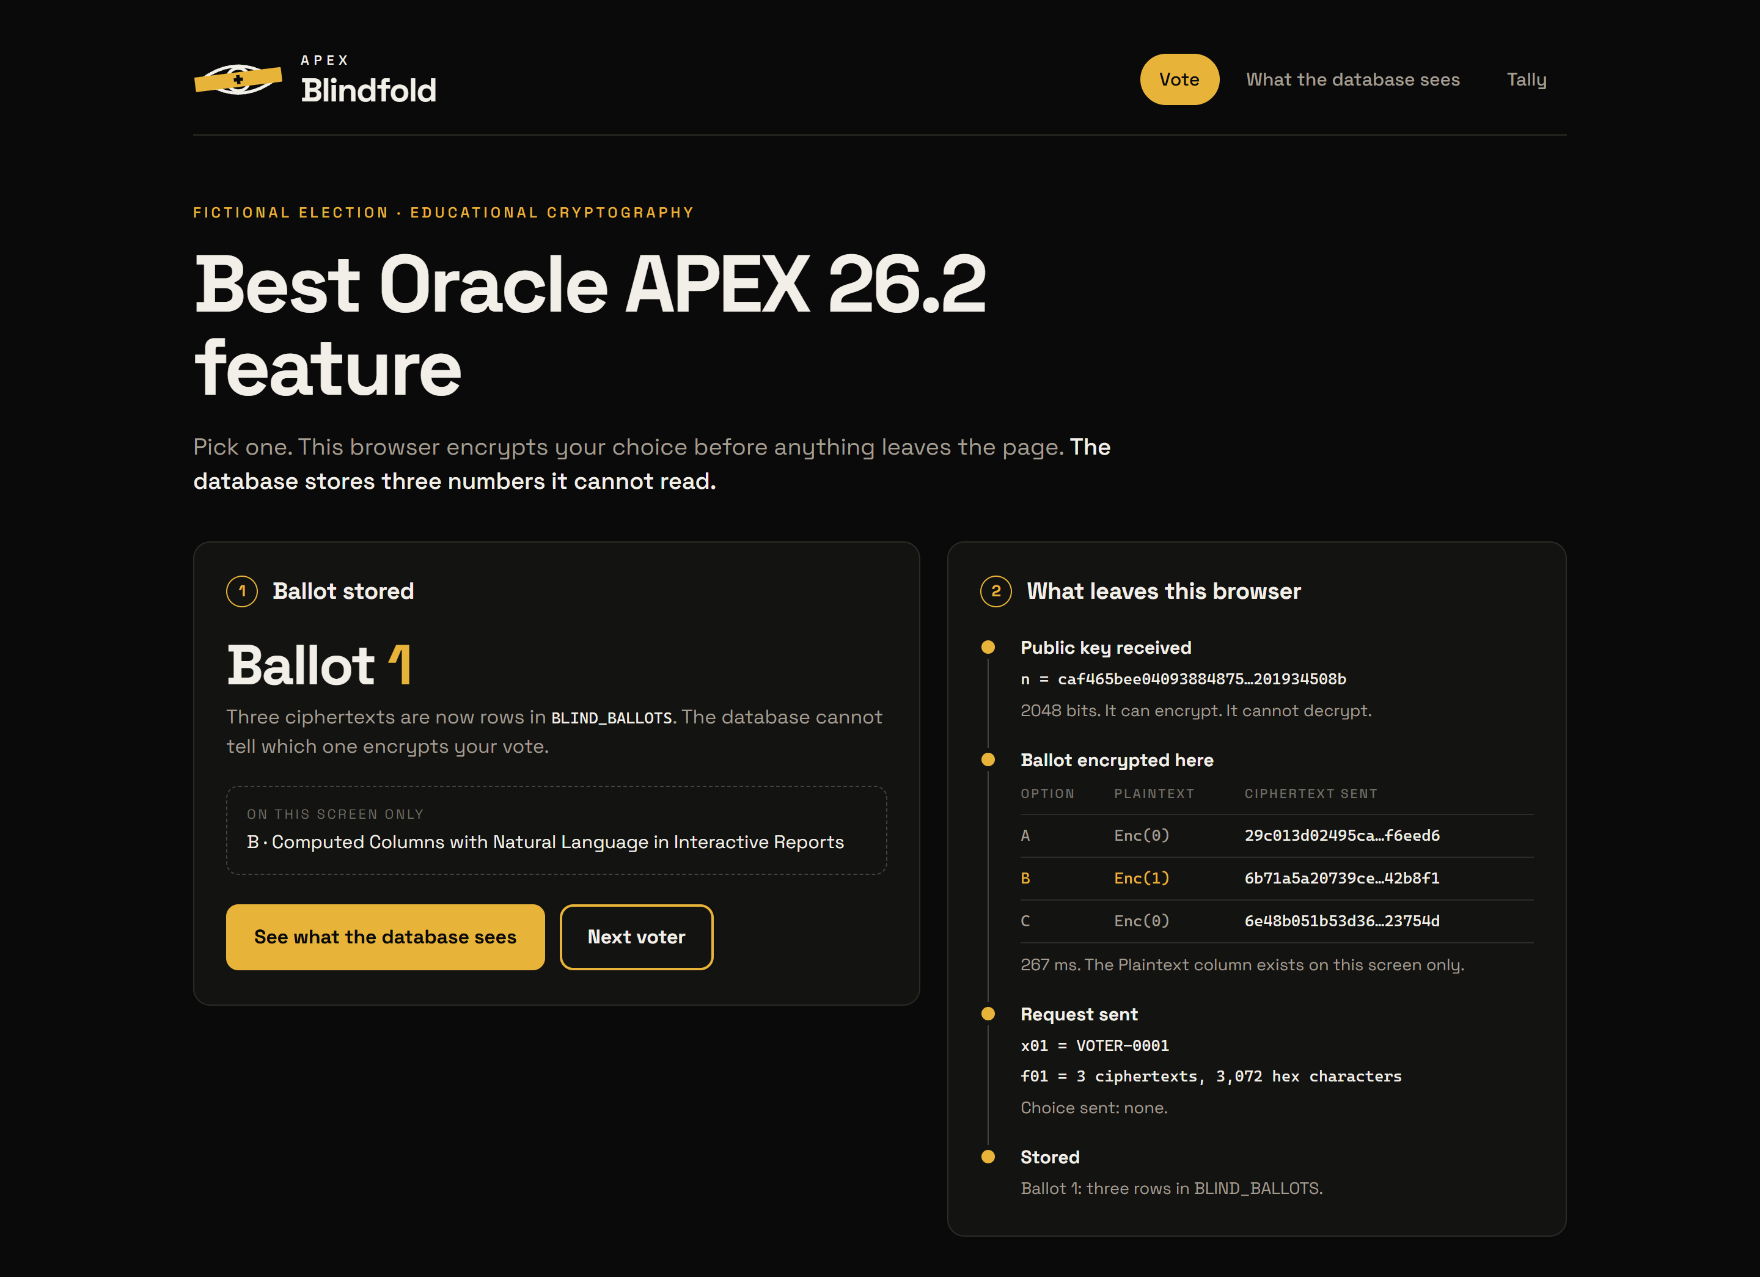 APEX
Blindfold
Vote
What the database sees
Tally
FICTIONAL ELECTION · EDUCATIONAL CRYPTOGRAPHY
Best Oracle APEX 26.2
feature
Pick one. This browser encrypts your choice before anything leaves the page. The
database stores three numbers it cannot read.
1 Ballot stored
Ballot 1
Three ciphertexts are now rows in BLIND_BALLOTS. The database cannot
tell which one encrypts your vote.
ON THIS SCREEN ONLY
B · Computed Columns with Natural Language in Interactive Reports
See what the database sees
Next voter
2 What leaves this browser
Public key received
n = caf465bee04093884875…201934508b
2048 bits. It can encrypt. It cannot decrypt.
Ballot encrypted here
OPTION PLAINTEXT CIPHERTEXT SENT
A Enc(0) 29c013d02495ca…f6eed6
B Enc(1) 6b71a5a20739ce…42b8f1
C Enc(0) 6e48b051b53d36…23754d
267 ms. The Plaintext column exists on this screen only.
Request sent
x01 = VOTER-0001
f01 = 3 ciphertexts, 3,072 hex characters
Choice sent: none.
Stored
Ballot 1: three rows in BLIND_BALLOTS.